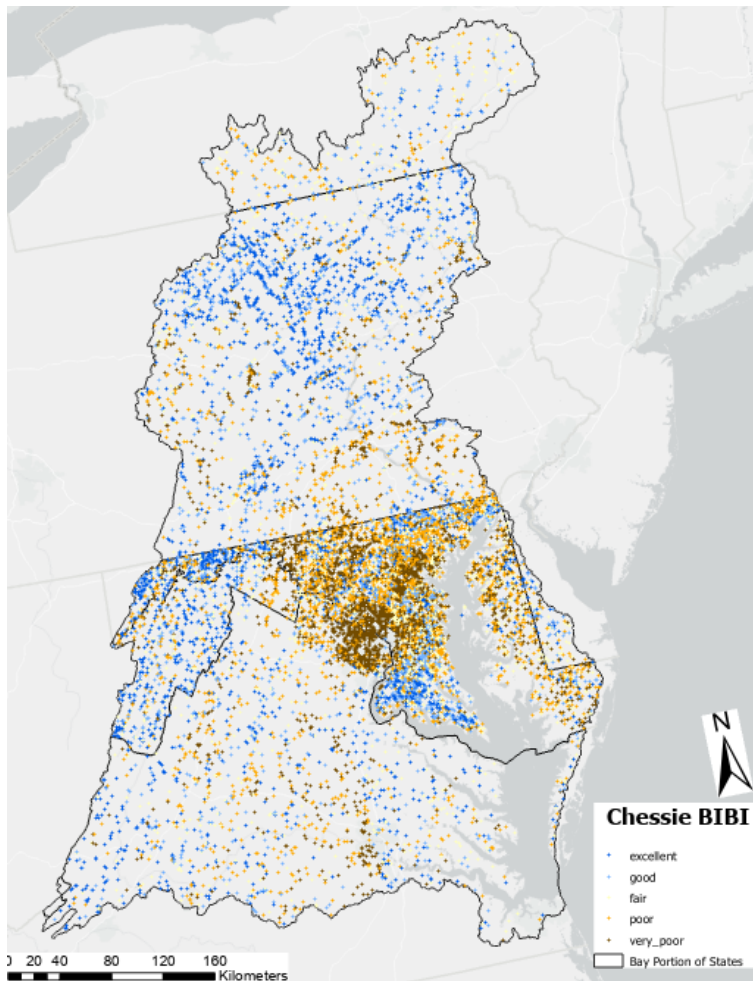 N
Chessie BIBI
excellent
good
fair
poor
very_poor
Bay Portion of States
0 20 40 80 120 160
Kilometers